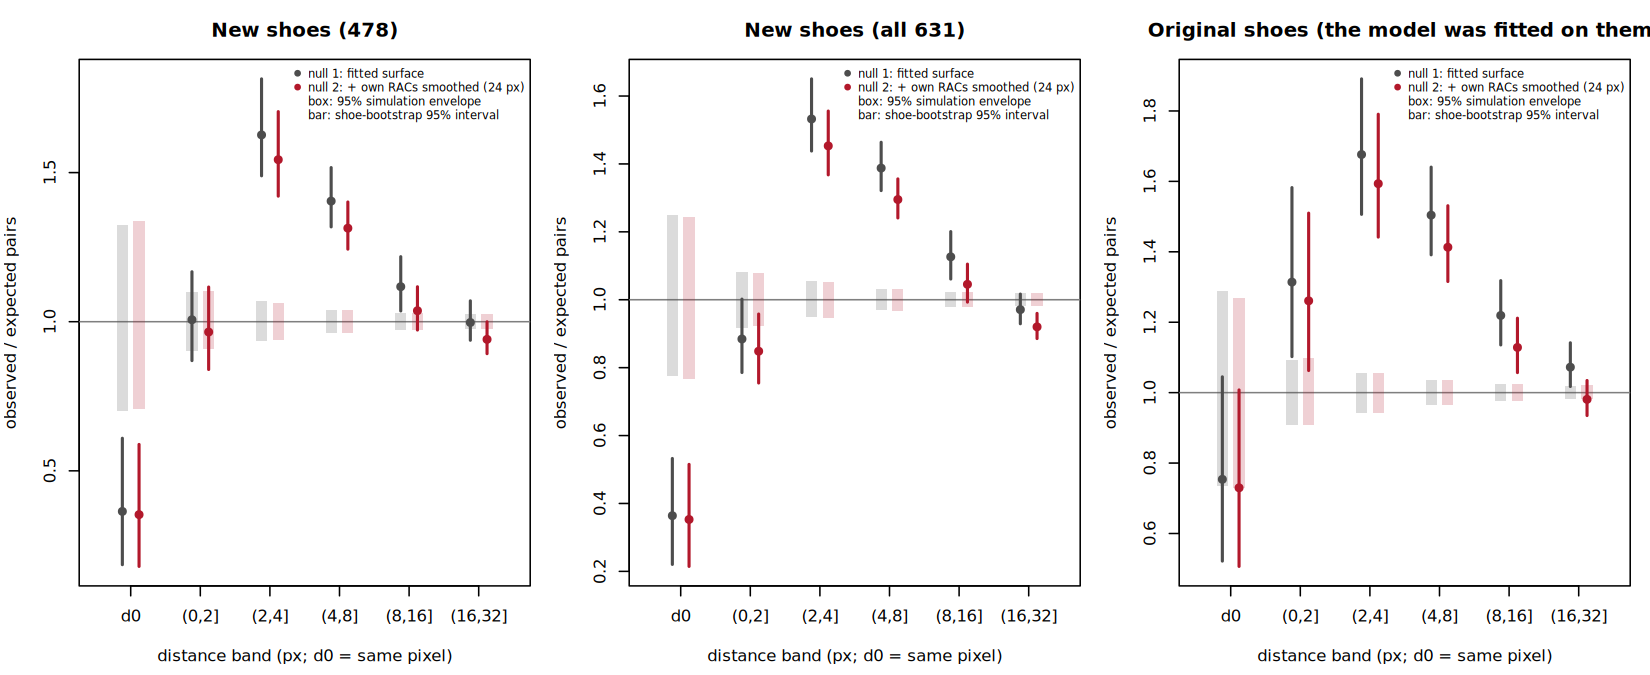 New shoes (478)
observed / expected pairs
0.5
1.0
1.5
null 1: fitted surface
null 2: + own RACs smoothed (24 px)
box: 95% simulation envelope
bar: shoe-bootstrap 95% interval
d0
(0,2]
(2,4]
(4,8]
(8,16]
(16,32]
distance band (px; d0 = same pixel)
New shoes (all 631)
observed / expected pairs
0.2
0.4
0.6
0.8
1.0
1.2
1.4
1.6
null 1: fitted surface
null 2: + own RACs smoothed (24 px)
box: 95% simulation envelope
bar: shoe-bootstrap 95% interval
d0
(0,2]
(2,4]
(4,8]
(8,16]
(16,32]
distance band (px; d0 = same pixel)
Original shoes (the model was fitted on them
observed / expected pairs
0.6
0.8
1.0
1.2
1.4
1.6
1.8
null 1: fitted surface
null 2: + own RACs smoothed (24 px)
box: 95% simulation envelope
bar: shoe-bootstrap 95% interval
d0
(0,2]
(2,4]
(4,8]
(8,16]
(16,32]
distance band (px; d0 = same pixel)